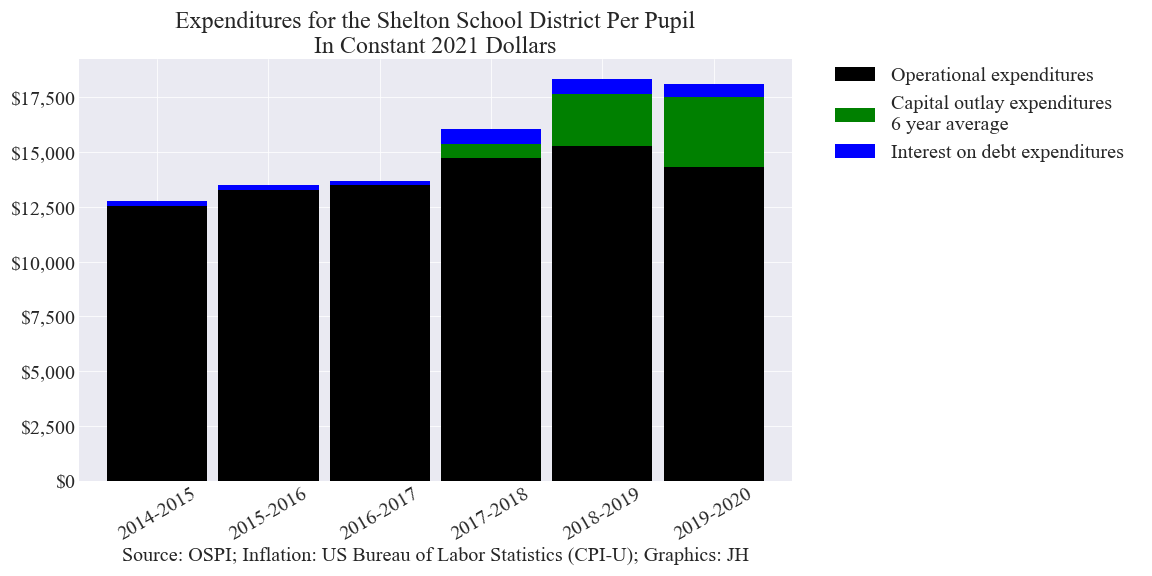 Expenditures for the Shelton School District Per Pupil
In Constant 2021 Dollars
Operational expenditures
Capital outlay expenditures
6 year average
Interest on debt expenditures
$17,500
$15,000
$12,500
$10,000
$7,500
$5,000
$2,500
$0
2014-2015
2015-2016
2016-2017
2017-2018
2018-2019
2019-2020
Source: OSPI; Inflation: US Bureau of Labor Statistics (CPI-U); Graphics: JH